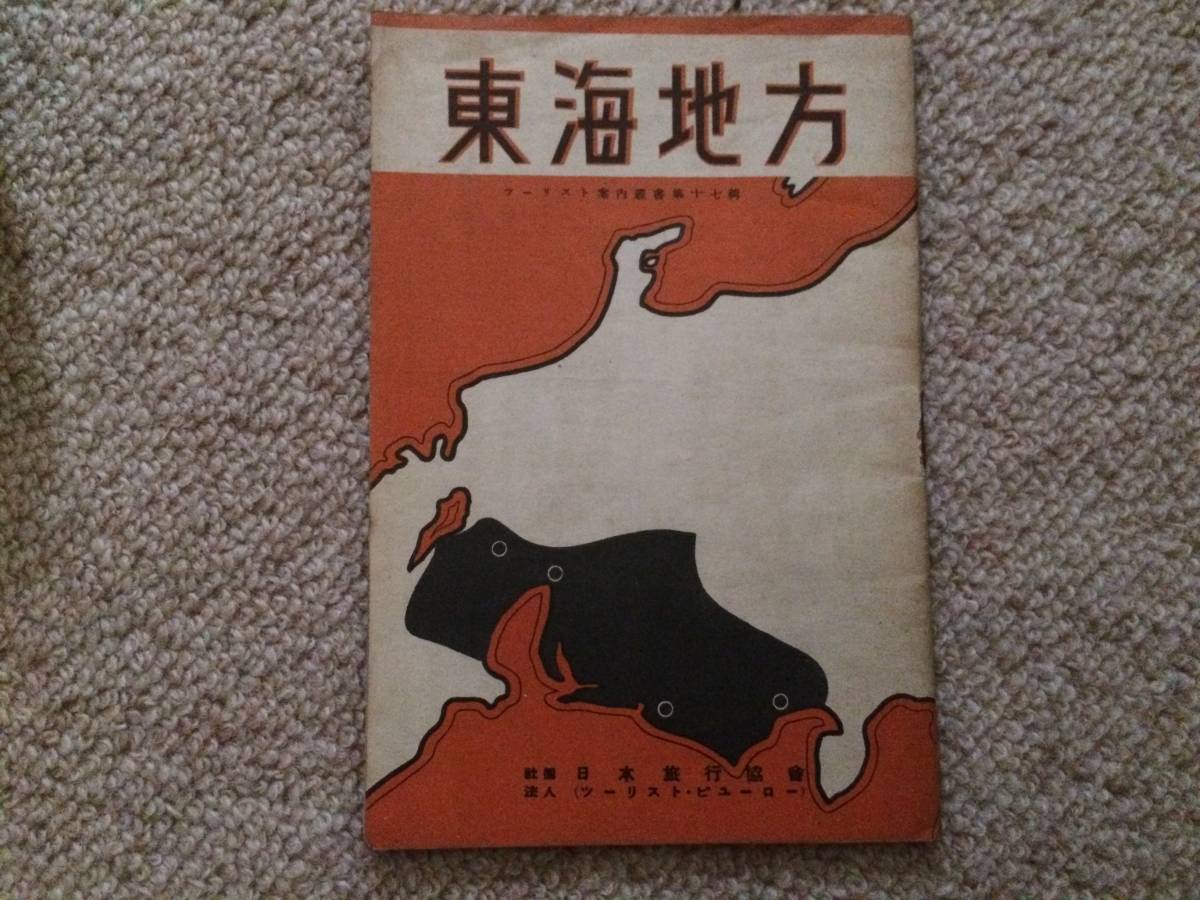 東海地方
ツーリスト案内叢書第十七輯
社團 日本旅行協會
法人 (ツーリスト・ビユーロー)